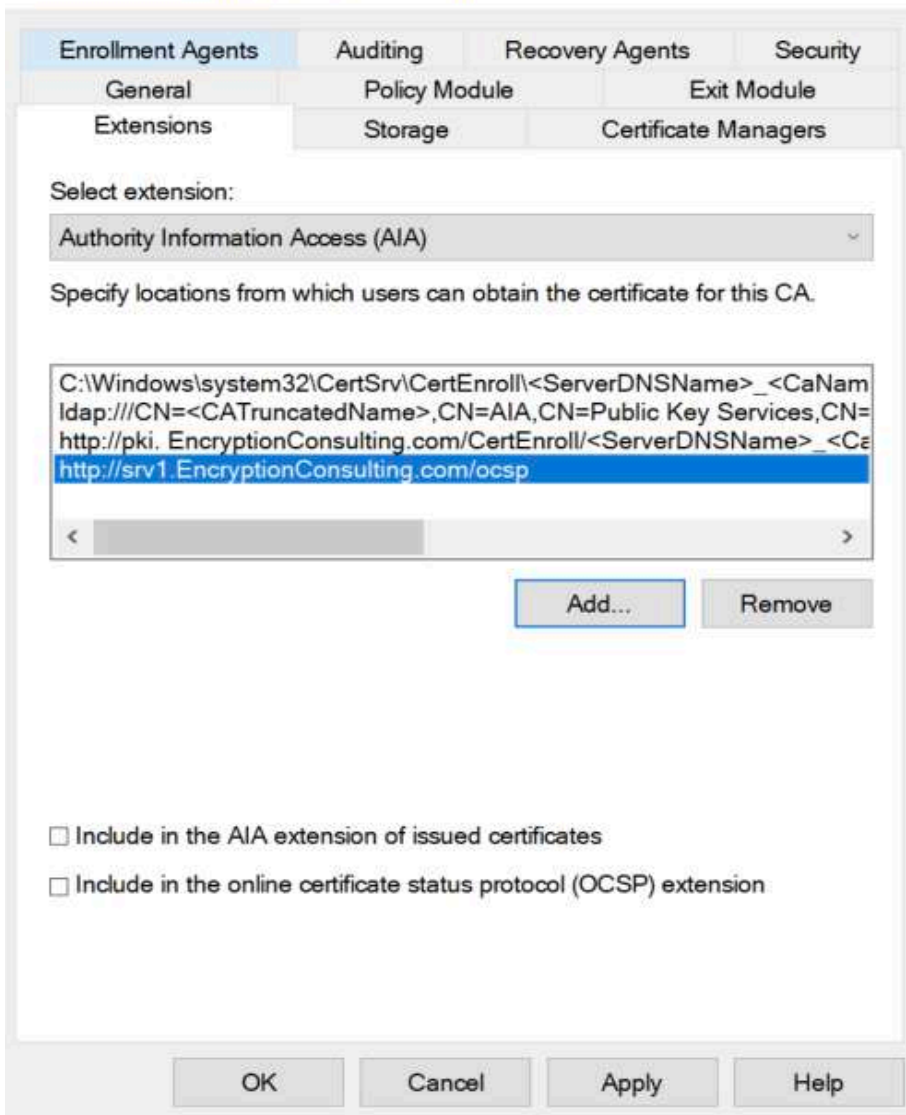 Enrollment Agents Auditing Recovery Agents Security
General Policy Module Exit Module
Extensions Storage Certificate Managers
Select extension:
Authority Information Access (AIA)
Specify locations from which users can obtain the certificate for this CA.
C:\Windows\system32\CertSrv\CertEnroll\<ServerDNSName>_<CaNam
ldap:///CN=<CATruncatedName>,CN=AIA,CN=Public Key Services,CN=
http://pki. EncryptionConsulting.com/CertEnroll/<ServerDNSName>_<Ca
http://srv1.EncryptionConsulting.com/ocsp
Add... Remove
Include in the AIA extension of issued certificates
Include in the online certificate status protocol (OCSP) extension
OK Cancel Apply Help